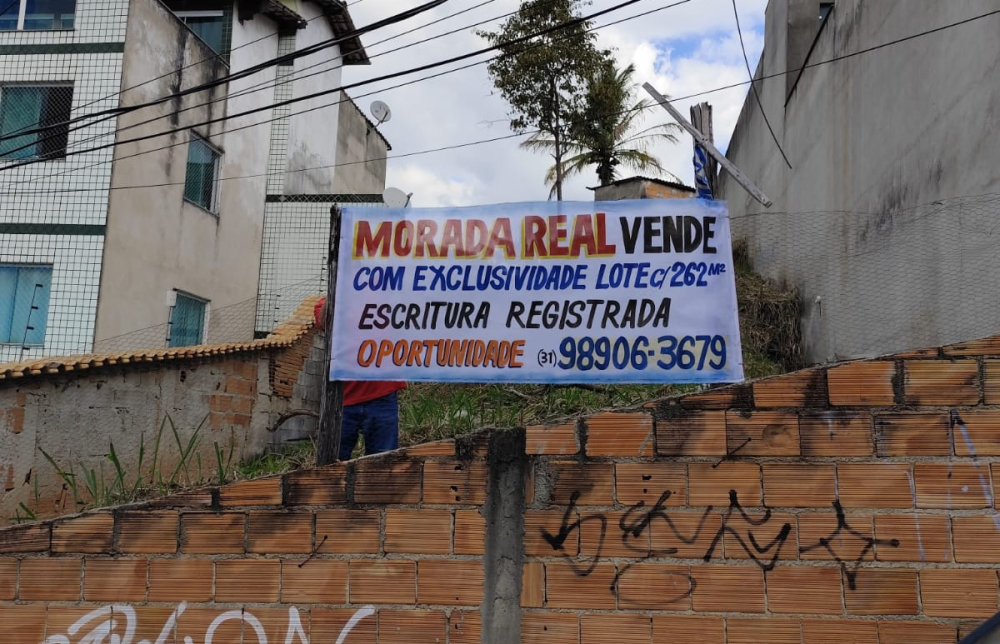 MORADA REAL VENDE
COM EXCLUSIVIDADE LOTE C/262 M²
ESCRITURA REGISTRADA
OPORTUNIDADE (31) 98906-3679